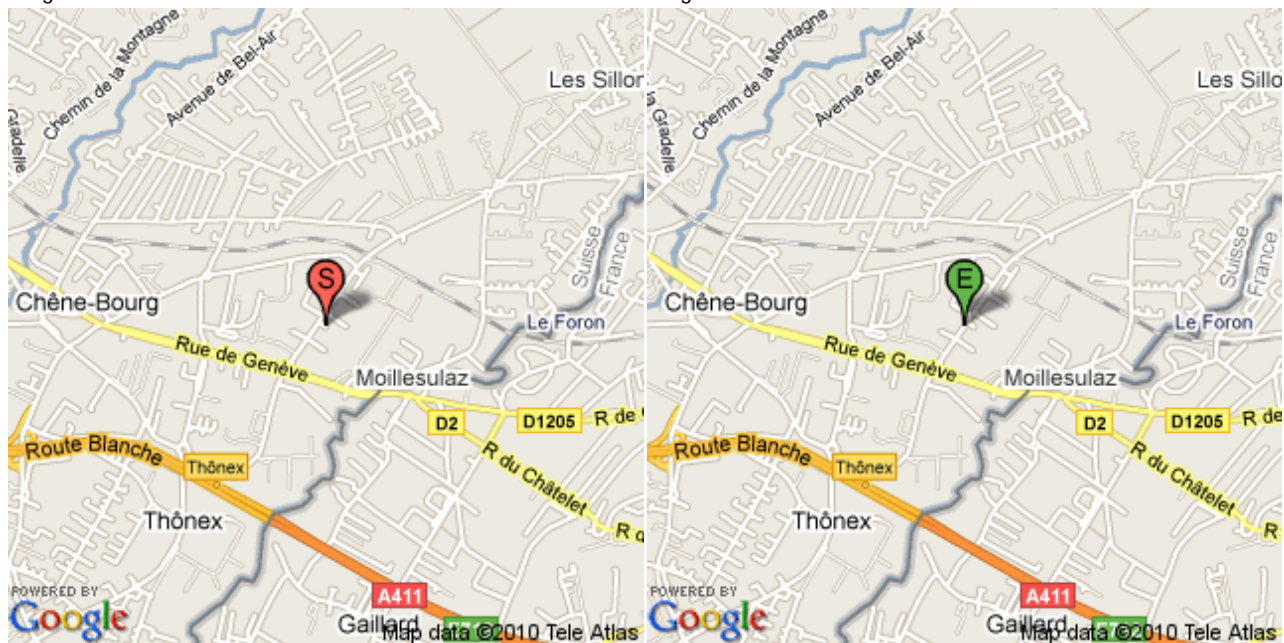 Chemin de la Montagne
Avenue de Bel-Air
Les Sillon
Gradelle
S
Suisse
France
Chêne-Bourg
Le Foron
Rue de Genève
Moillesulaz
D2
D1205
R de
Route Blanche
Thônex
R du Châtelet
R d
Thônex
POWERED BY
Google
A411
Gaillard
Map data ©2010 Tele Atlas
Chemin de la Montagne
Avenue de Bel-Air
Les Sillo
la Gradelle
E
Suisse
France
Chêne-Bourg
Le Foron
Rue de Genève
Moillesulaz
D2
D1205
R de
Route Blanche
Thônex
R du Châtelet
R
Thônex
POWERED BY
Google
A411
Gaillard
Map data ©2010 Tele Atlas